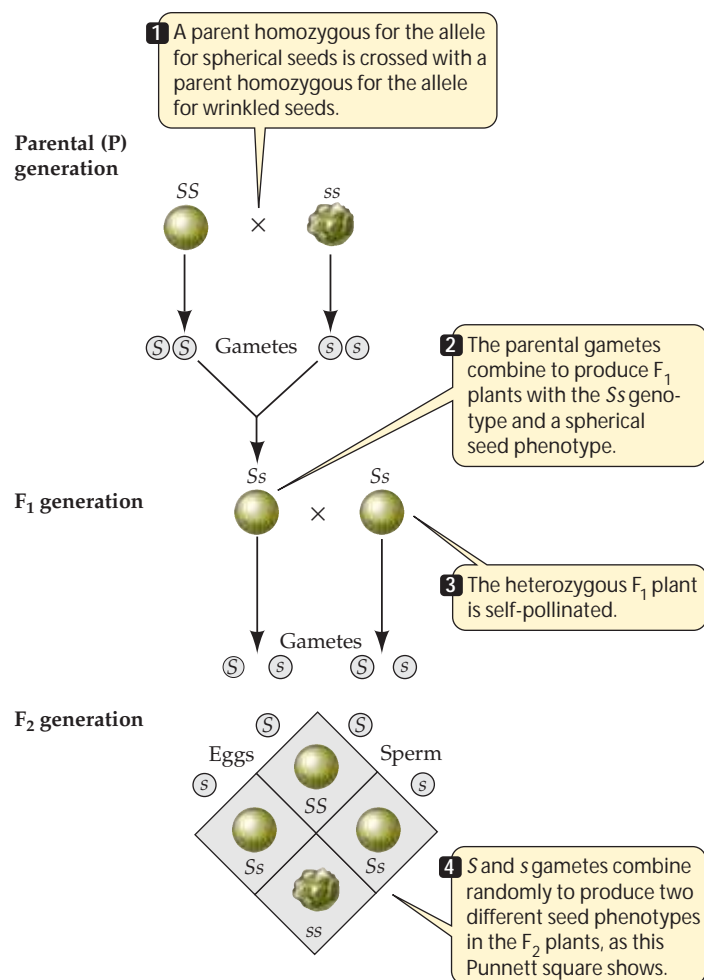 1 A parent homozygous for the allele
for spherical seeds is crossed with a
parent homozygous for the allele
for wrinkled seeds.
Parental (P)
generation
SS
ss
×
S S Gametes s s
2 The parental gametes
combine to produce F₁
plants with the Ss geno-
type and a spherical
seed phenotype.
Ss
Ss
F₁ generation
×
3 The heterozygous F₁ plant
is self-pollinated.
Gametes
S s S s
F₂ generation
S S
Eggs Sperm
s s
SS
Ss Ss
ss
4 S and s gametes combine
randomly to produce two
different seed phenotypes
in the F₂ plants, as this
Punnett square shows.